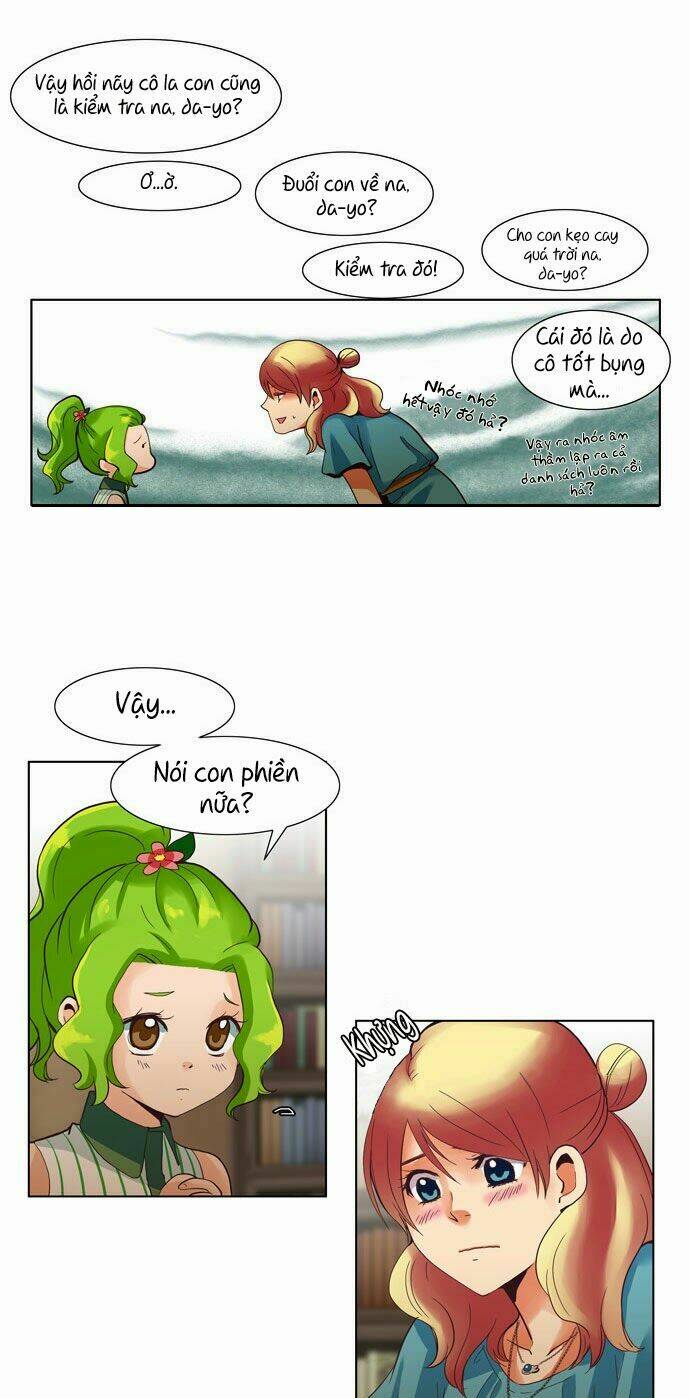 Vậy hồi nãy cô la con cũng
là kiểm tra na, da-yo?
Ơ...ờ.
Đuổi con về na,
da-yo?
Kiểm tra đó!
Cho con kẹo cay
quá trời na,
da-yo?
Cái đó là do
cô tốt bụng
mà...
Nhóc nhớ
hết vậy đó hả?
Vậy ra nhóc âm
thầm lập ra cả
danh sách luôn rồi
hả?
Vậy...
Nói con phiền
nữa?
Khựng